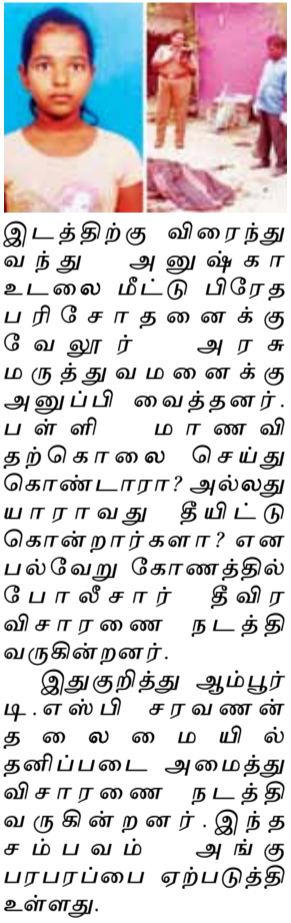 இடத்திற்கு விரைந்து
வந்து அனுஷ்கா
உடலை மீட்டு பிரேத
பரிசோதனைக்கு
வேலூர் அரசு
மருத்துவமனைக்கு
அனுப்பி வைத்தனர்.
பள்ளி மாணவி
தற்கொலை செய்து
கொண்டாரா? அல்லது
யாராவது தீயிட்டு
கொன்றார்களா? என
பல்வேறு கோணத்தில்
போலீசார் தீவிர
விசாரணை நடத்தி
வருகின்றனர்.
இதுகுறித்து ஆம்பூர்
டி.எஸ்பி சரவணன்
தலைமையில்
தனிப்படை அமைத்து
விசாரணை நடத்தி
வருகின்றனர்.இந்த
சம்பவம் அங்கு
பரபரப்பை ஏற்படுத்தி
உள்ளது.